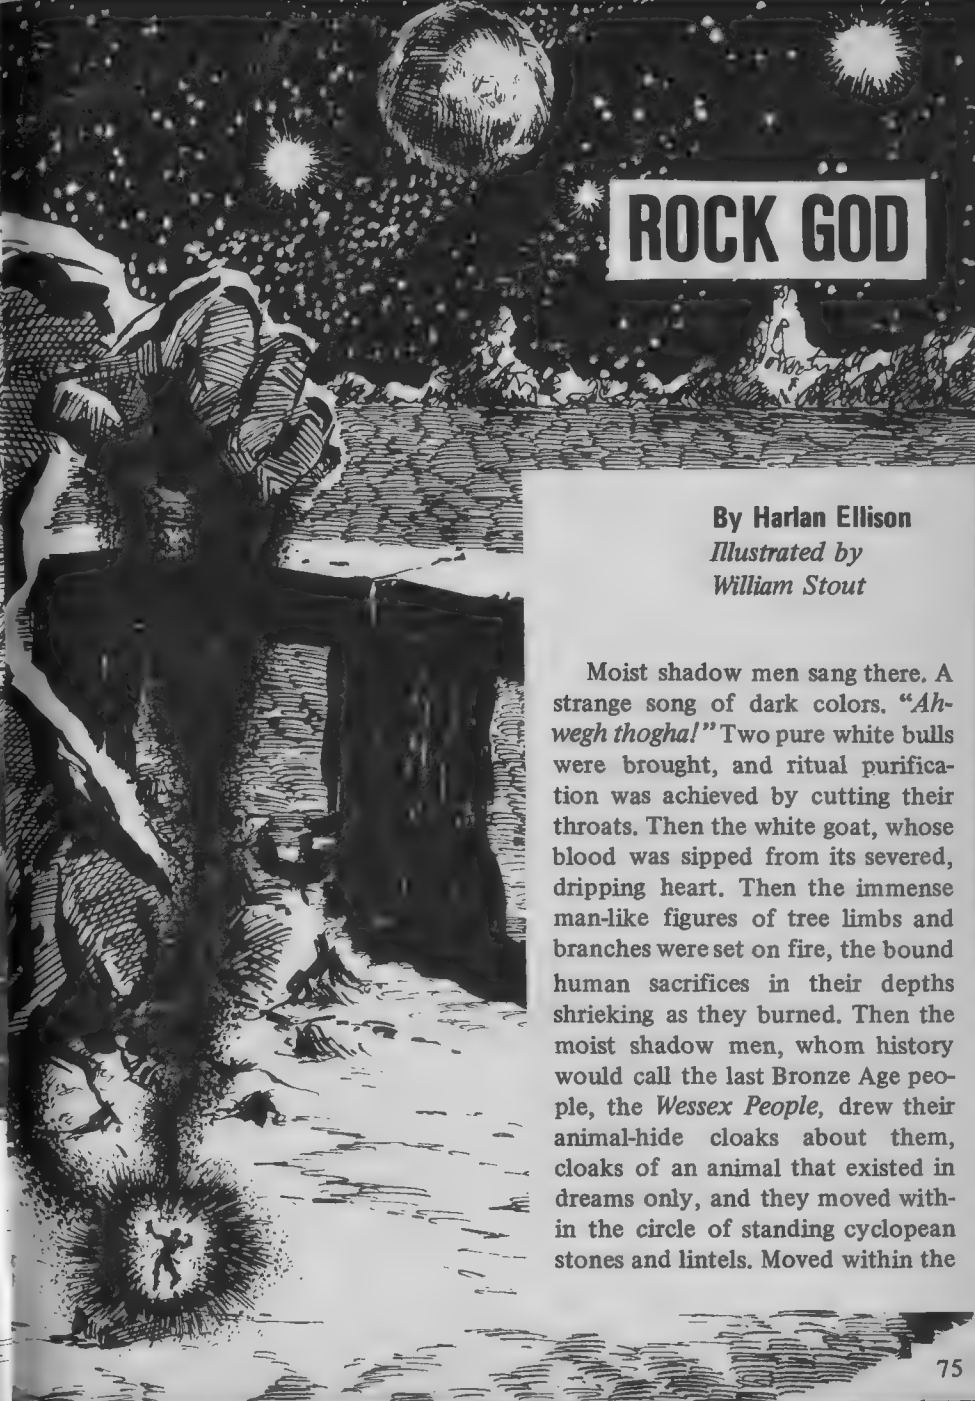 ROCK GOD
By Harlan Ellison
Illustrated by
William Stout
Moist shadow men sang there. A
strange song of dark colors. “Ah-
wegh thogha!” Two pure white bulls
were brought, and ritual purifica-
tion was achieved by cutting their
throats. Then the white goat, whose
blood was sipped from its severed,
dripping heart. Then the immense
man-like figures of tree limbs and
branches were set on fire, the bound
human sacrifices in their depths
shrieking as they burned. Then the
moist shadow men, whom history
would call the last Bronze Age peo-
ple, the Wessex People, drew their
animal-hide cloaks about them,
cloaks of an animal that existed in
dreams only, and they moved with-
in the circle of standing cyclopean
stones and lintels. Moved within the
75